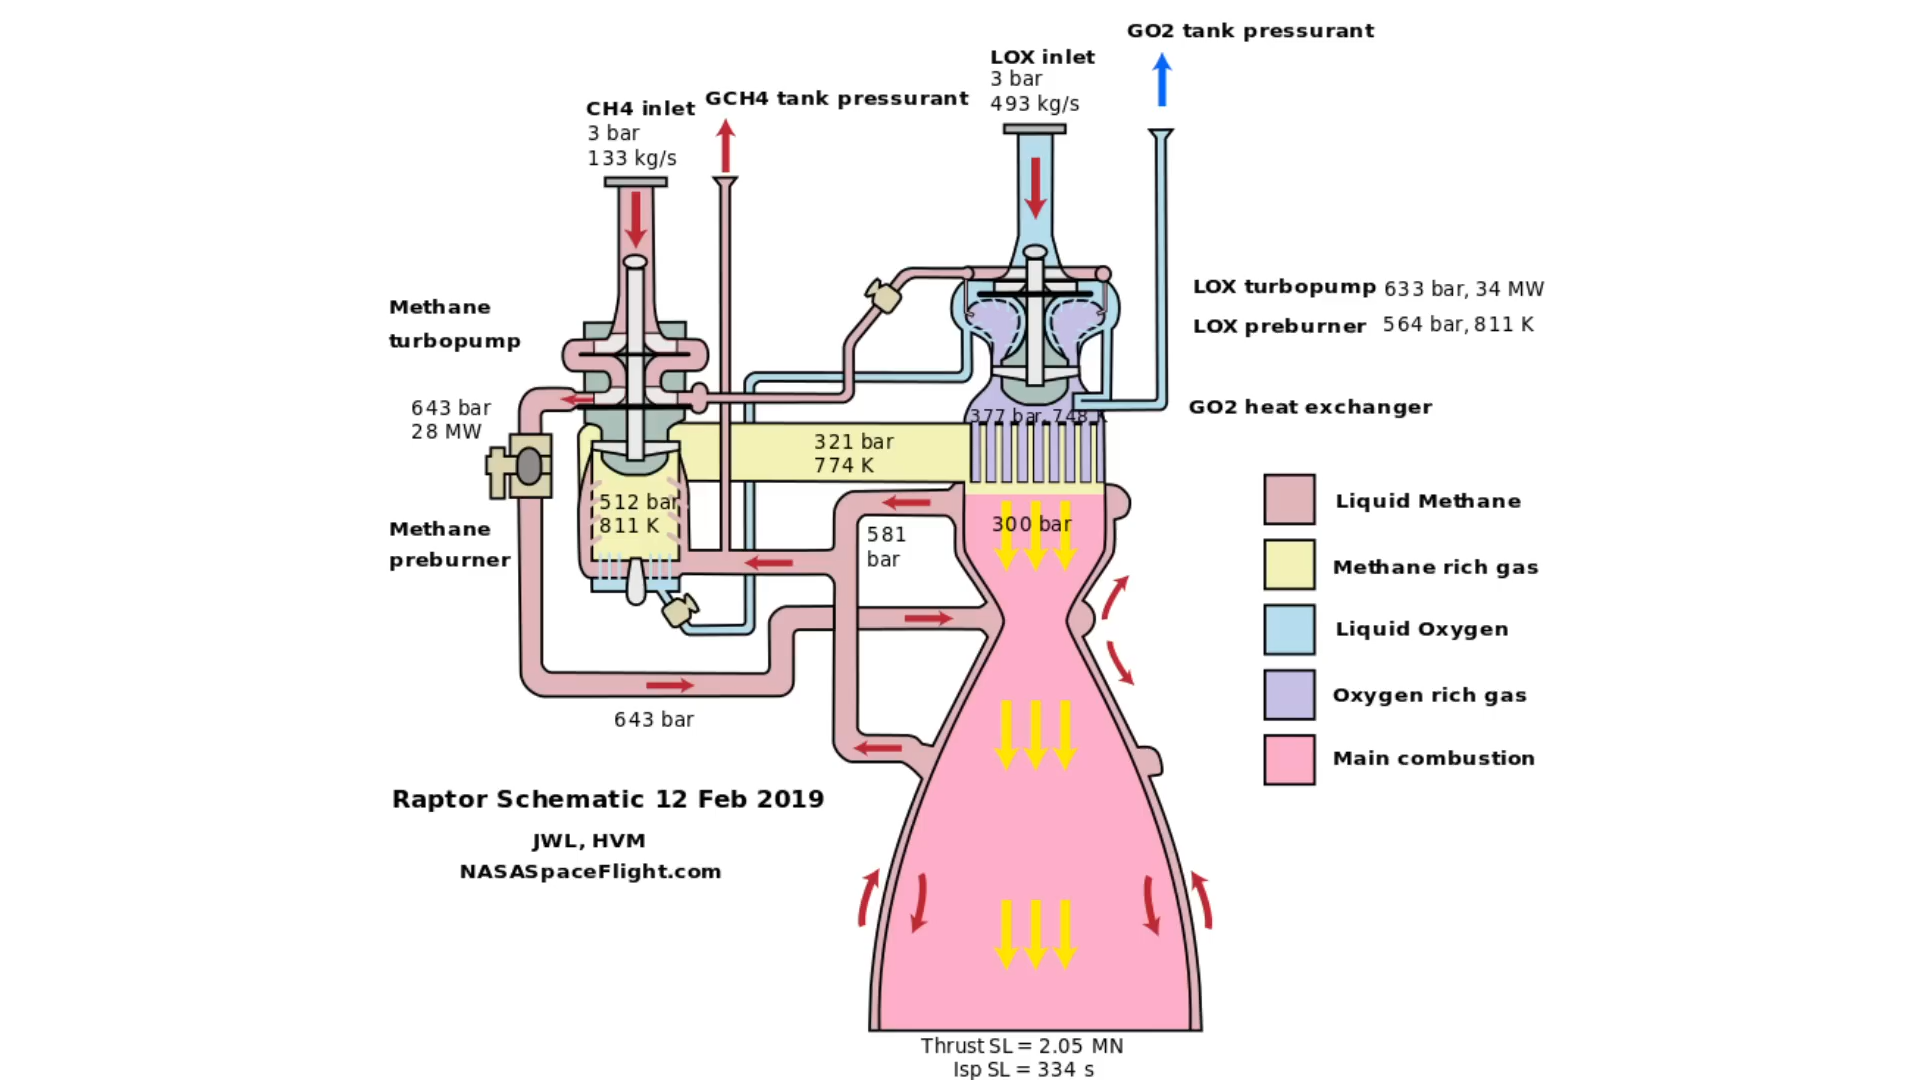 GO2 tank pressurant
LOX inlet
3 bar
493 kg/s
GCH4 tank pressurant
CH4 inlet
3 bar
133 kg/s
Methane
turbopump
LOX turbopump 633 bar, 34 MW
LOX preburner 564 bar, 811 K
643 bar
28 MW
GO2 heat exchanger
377 bar, 748 K
321 bar
774 K
512 bar
811 K
Methane
preburner
300 bar
581
bar
643 bar
Liquid Methane
Methane rich gas
Liquid Oxygen
Oxygen rich gas
Main combustion
Raptor Schematic 12 Feb 2019
JWL, HVM
NASASpaceFlight.com
Thrust SL = 2.05 MN
Isp SL = 334 s